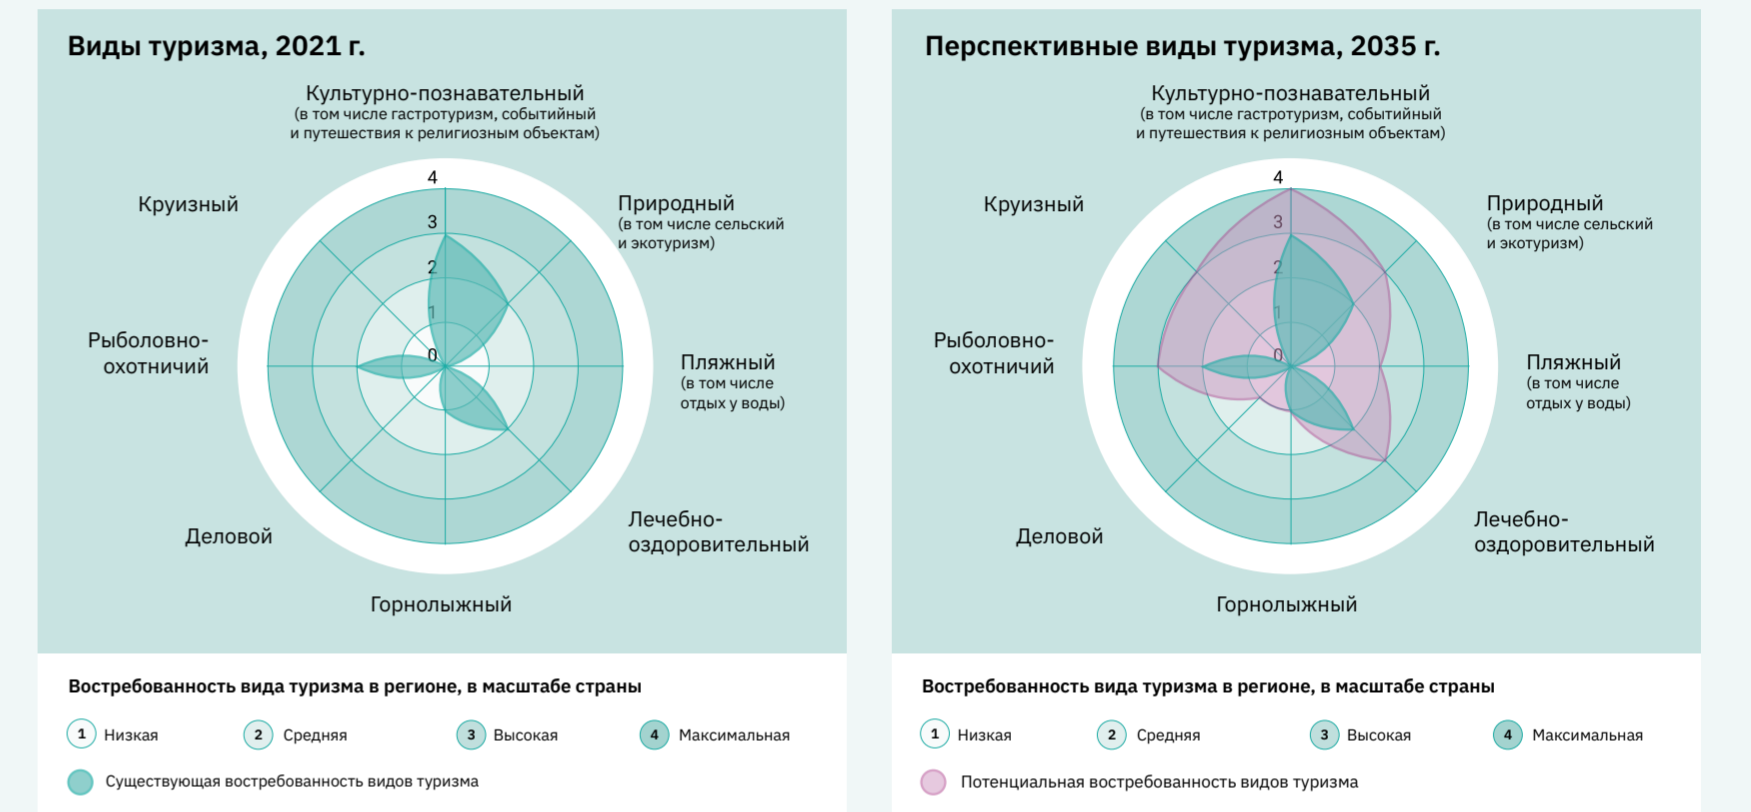 Виды туризма, 2021 г.
Культурно-познавательный
(в том числе гастротуризм, событийный
и путешествия к религиозным объектам)
4
3
2
1
0
Круизный
Природный
(в том числе сельский
и экотуризм)
Рыболовно-
охотничий
Пляжный
(в том числе
отдых у воды)
Деловой
Лечебно-
оздоровительный
Горнолыжный
Востребованность вида туризма в регионе, в масштабе страны
1 Низкая
2 Средняя
3 Высокая
4 Максимальная
Существующая востребованность видов туризма
Перспективные виды туризма, 2035 г.
Культурно-познавательный
(в том числе гастротуризм, событийный
и путешествия к религиозным объектам)
4
3
2
1
0
Круизный
Природный
(в том числе сельский
и экотуризм)
Рыболовно-
охотничий
Пляжный
(в том числе
отдых у воды)
Деловой
Лечебно-
оздоровительный
Горнолыжный
Востребованность вида туризма в регионе, в масштабе страны
1 Низкая
2 Средняя
3 Высокая
4 Максимальная
Потенциальная востребованность видов туризма